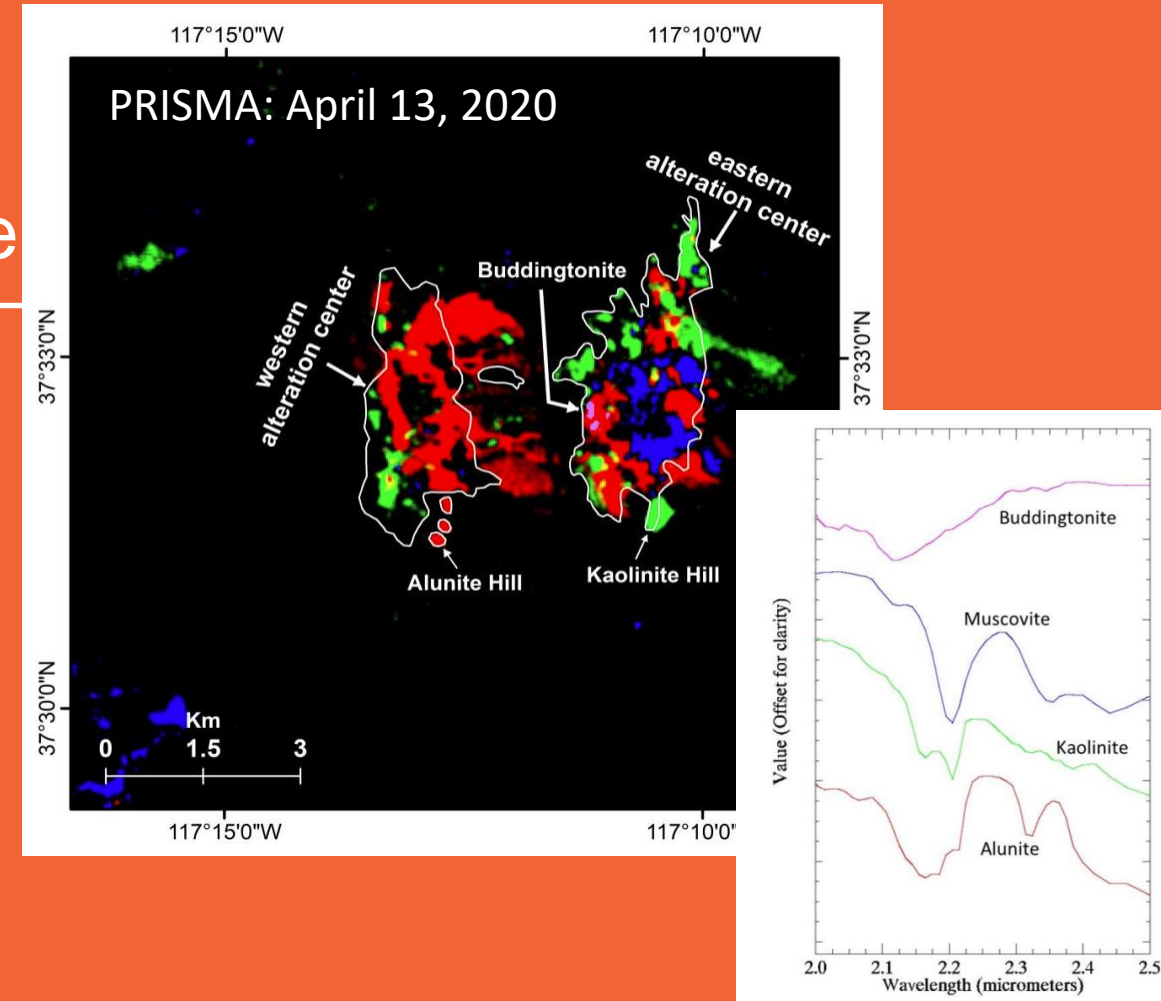 117°15'0"W
117°10'0"W
PRISMA: April 13, 2020
eastern
alteration center
e
Buddingtonite
western
alteration center
37°33'0"N
37°33'0"N
Alunite Hill
Kaolinite Hill
37°30'0"N
Km
0 1.5 3
117°15'0"W
117°10'0"
Buddingtonite
Muscovite
Kaolinite
Alunite
Value (Offset for clarity)
2.0 2.1 2.2 2.3 2.4 2.5
Wavelength (micrometers)